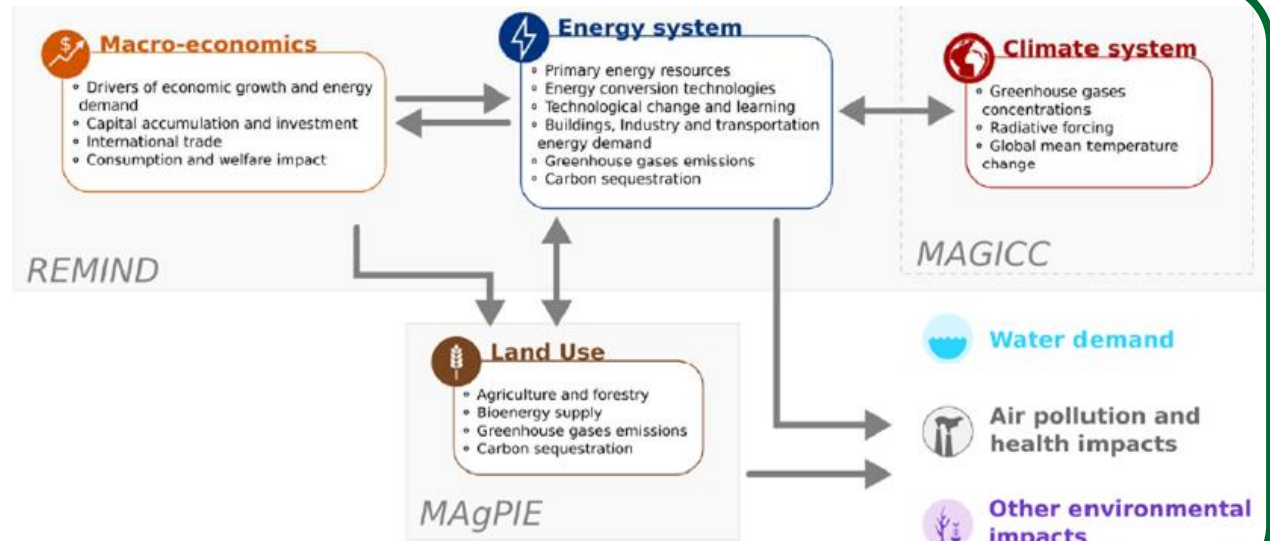 Macro-economics
• Drivers of economic growth and energy
demand
• Capital accumulation and investment
• International trade
• Consumption and welfare impact
Energy system
• Primary energy resources
• Energy conversion technologies
• Technological change and learning
• Buildings, Industry and transportation
energy demand
• Greenhouse gases emissions
• Carbon sequestration
Climate system
• Greenhouse gases
concentrations
• Radiative forcing
• Global mean temperature
change
REMIND
MAGICC
Land Use
• Agriculture and forestry
• Bioenergy supply
• Greenhouse gases emissions
• Carbon sequestration
MAgPIE
Water demand
Air pollution and
health impacts
Other environmental
impacts